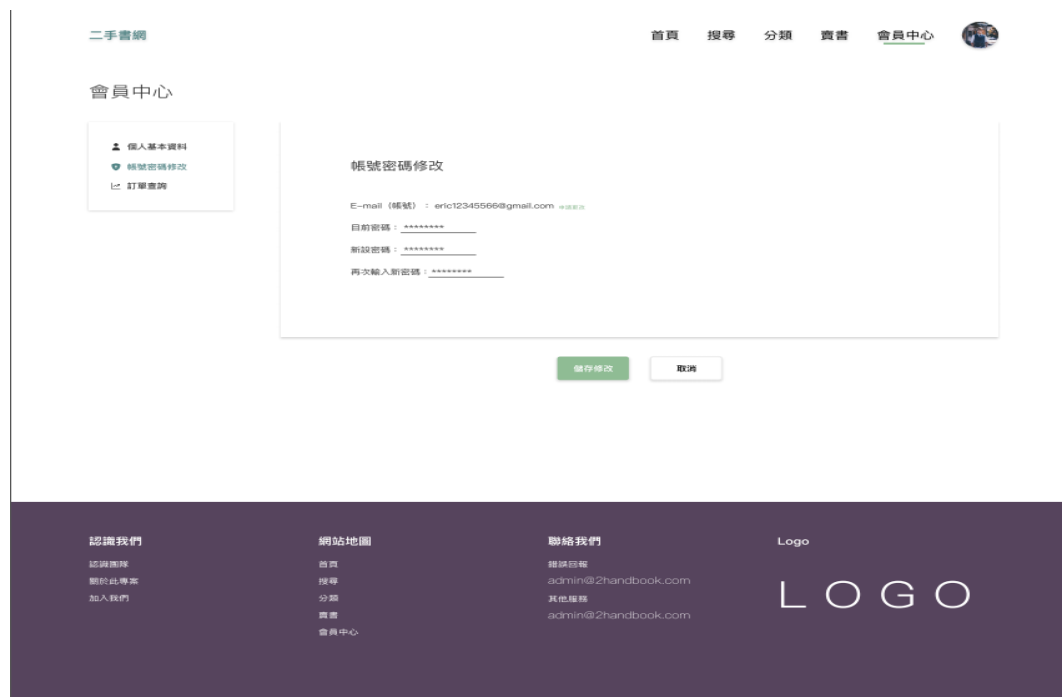 二手書網
首頁 搜尋 分類 賣書 會員中心
會員中心
個人基本資料
帳號密碼修改
訂單查詢
帳號密碼修改
E-mail（帳號）：eric12345566@gmail.com 申請更改
目前密碼：********
新設密碼：********
再次輸入新密碼：********
儲存修改 取消
認識我們
認識團隊
關於此專案
加入我們
網站地圖
首頁
搜尋
分類
賣書
會員中心
聯絡我們
錯誤回報
admin@2handbook.com
其他服務
admin@2handbook.com
Logo
LOGO